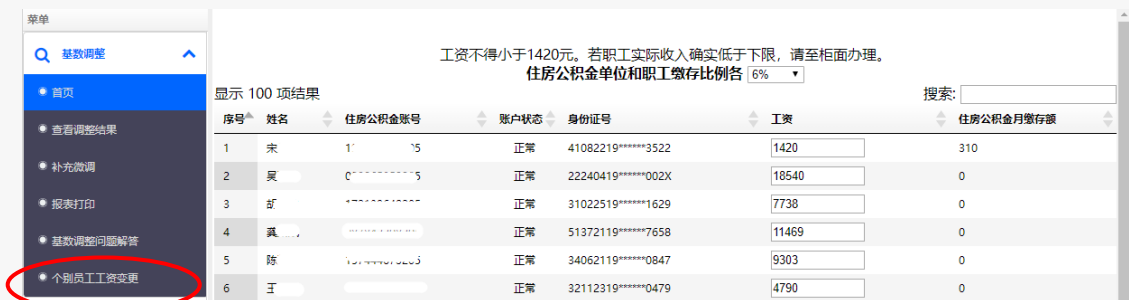 菜单
基数调整
首页
查看调整结果
补充微调
报表打印
基数调整问题解答
个别员工工资变更
工资不得小于1420元。若职工实际收入确实低于下限，请至柜面办理。
住房公积金单位和职工缴存比例各 6%
显示 100 项结果 搜索:
序号 姓名 住房公积金账号 账户状态 身份证号 工资 住房公积金月缴存额
1 宋 正常 41082219******3522 1420 310
2 吴 正常 22240419******002X 18540 0
3 胡 正常 31022519******1629 7738 0
4 龚 正常 51372119******7658 11469 0
5 陈 正常 34062119******0847 9303 0
6 王 正常 32112319******0479 4790 0